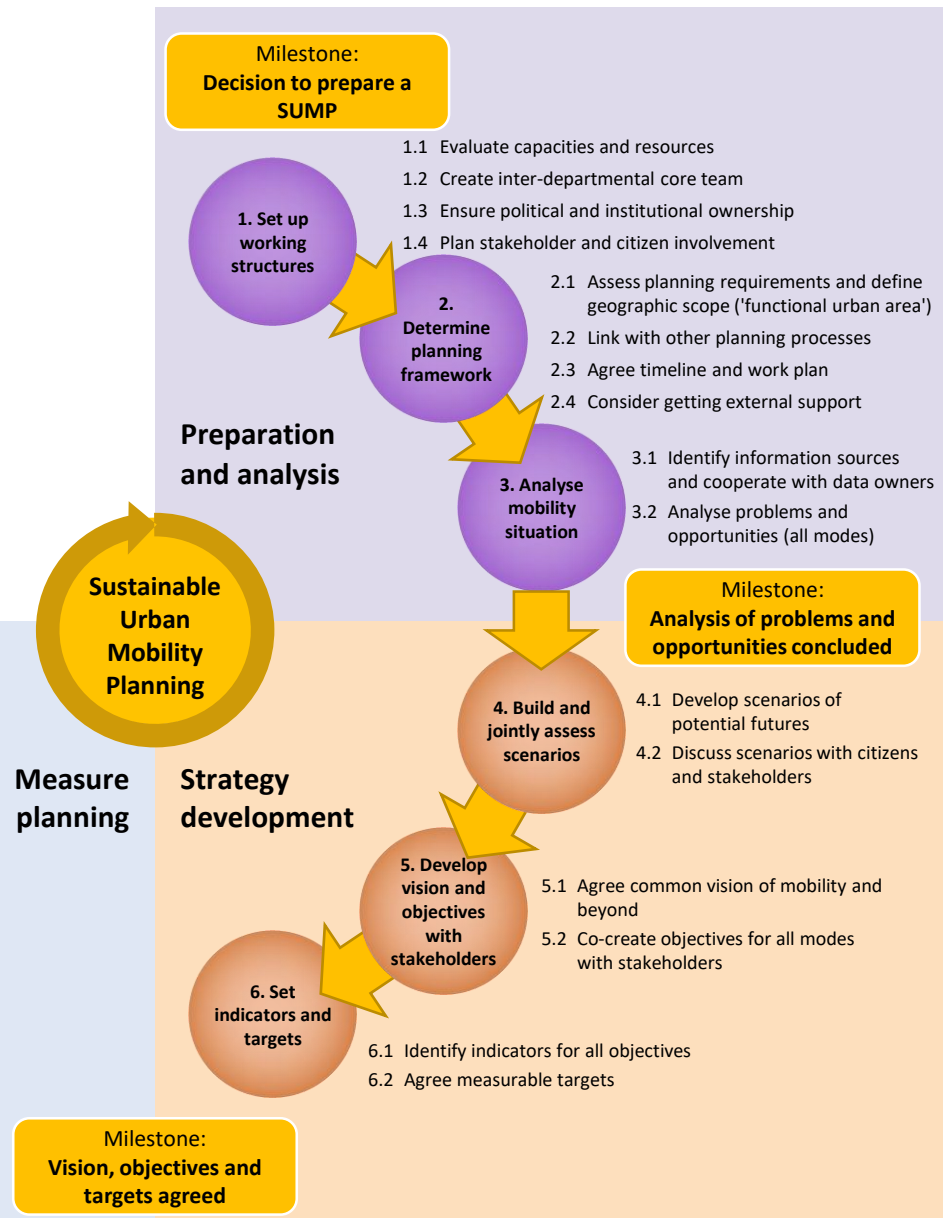 Milestone:
Decision to prepare a
SUMP
1.1 Evaluate capacities and resources
1.2 Create inter-departmental core team
1.3 Ensure political and institutional ownership
1.4 Plan stakeholder and citizen involvement
1. Set up
working
structures
2.1 Assess planning requirements and define
geographic scope ('functional urban area')
2.2 Link with other planning processes
2.3 Agree timeline and work plan
2.4 Consider getting external support
2.
Determine
planning
framework
Preparation
and analysis
3.1 Identify information sources
and cooperate with data owners
3.2 Analyse problems and
opportunities (all modes)
3. Analyse
mobility
situation
Sustainable
Urban
Mobility
Planning
Milestone:
Analysis of problems and
opportunities concluded
4. Build and
jointly assess
scenarios
4.1 Develop scenarios of
potential futures
4.2 Discuss scenarios with citizens
and stakeholders
Measure
planning
Strategy
development
5. Develop
vision and
objectives
with
stakeholders
5.1 Agree common vision of mobility and
beyond
5.2 Co-create objectives for all modes
with stakeholders
6. Set
indicators and
targets
6.1 Identify indicators for all objectives
6.2 Agree measurable targets
Milestone:
Vision, objectives and
targets agreed